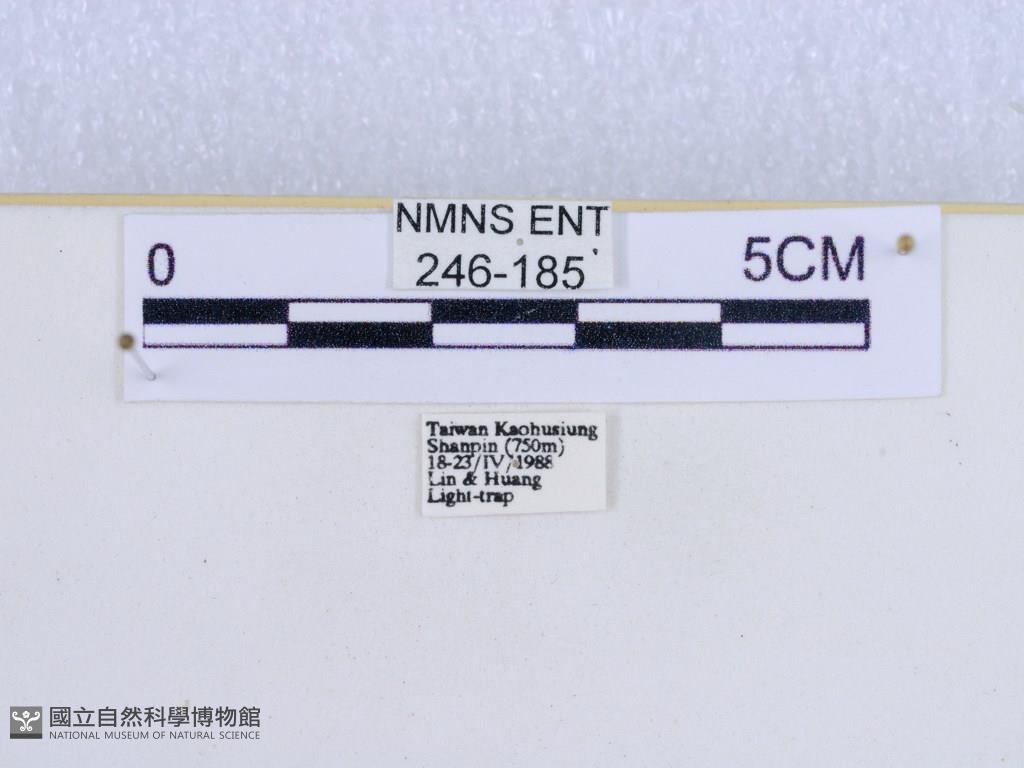 NMNS ENT
246-185
0
5CM
Taiwan Kaohusiung
Shanpin (750m)
18-23/IV/1988
Lin & Huang
Light-trap
國立自然科學博物館
NATIONAL MUSEUM OF NATURAL SCIENCE